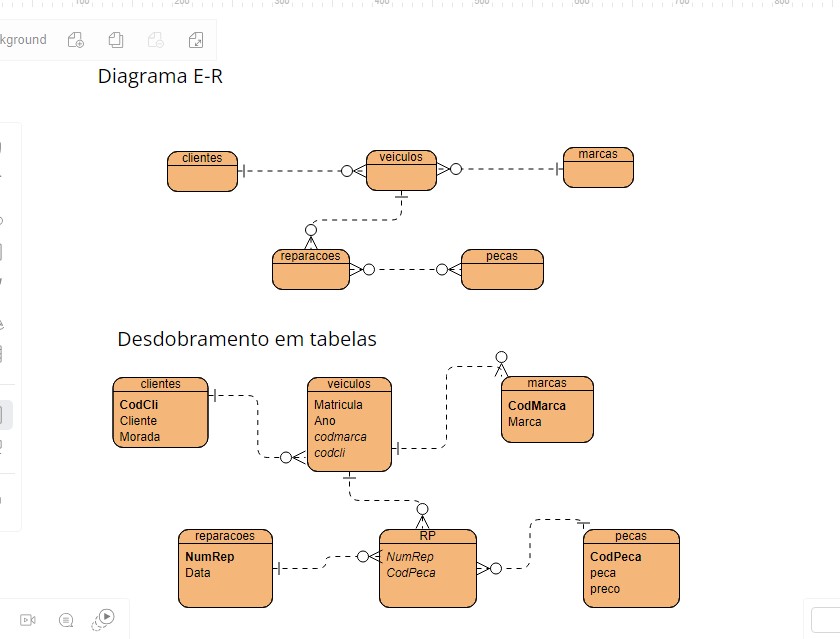 100 200 300 400 500 600 700 800
kground
Diagrama E-R
clientes
veiculos
marcas
reparacoes
pecas
Desdobramento em tabelas
clientes
CodCli
Cliente
Morada
veiculos
Matricula
Ano
codmarca
codcli
marcas
CodMarca
Marca
reparacoes
NumRep
Data
RP
NumRep
CodPeca
pecas
CodPeca
peca
preco